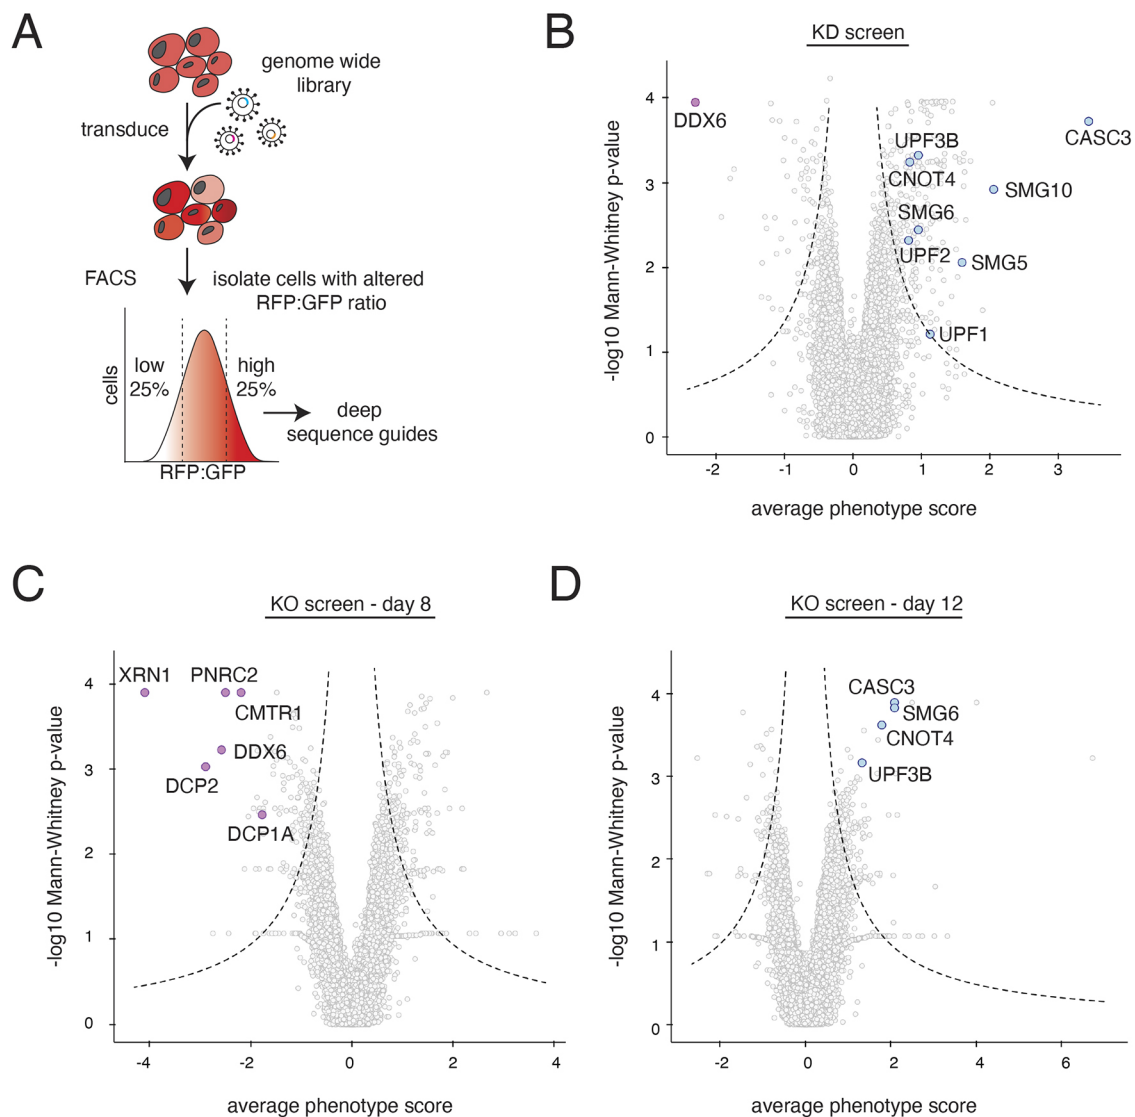 A
genome wide
library
transduce
FACS
isolate cells with altered
RFP:GFP ratio
low
25%
high
25%
cells
deep
sequence guides
RFP:GFP
B
KD screen
-log10 Mann-Whitney p-value
4
3
2
1
0
DDX6
CASC3
UPF3B
CNOT4
SMG10
SMG6
UPF2
SMG5
UPF1
-2
-1
0
1
2
3
average phenotype score
C
KO screen - day 8
-log10 Mann-Whitney p-value
4
3
2
1
0
XRN1
PNRC2
CMTR1
DDX6
DCP2
DCP1A
-4
-2
0
2
4
average phenotype score
D
KO screen - day 12
-log10 Mann-Whitney p-value
4
3
2
1
0
CASC3
SMG6
CNOT4
UPF3B
-2
0
2
4
6
average phenotype score